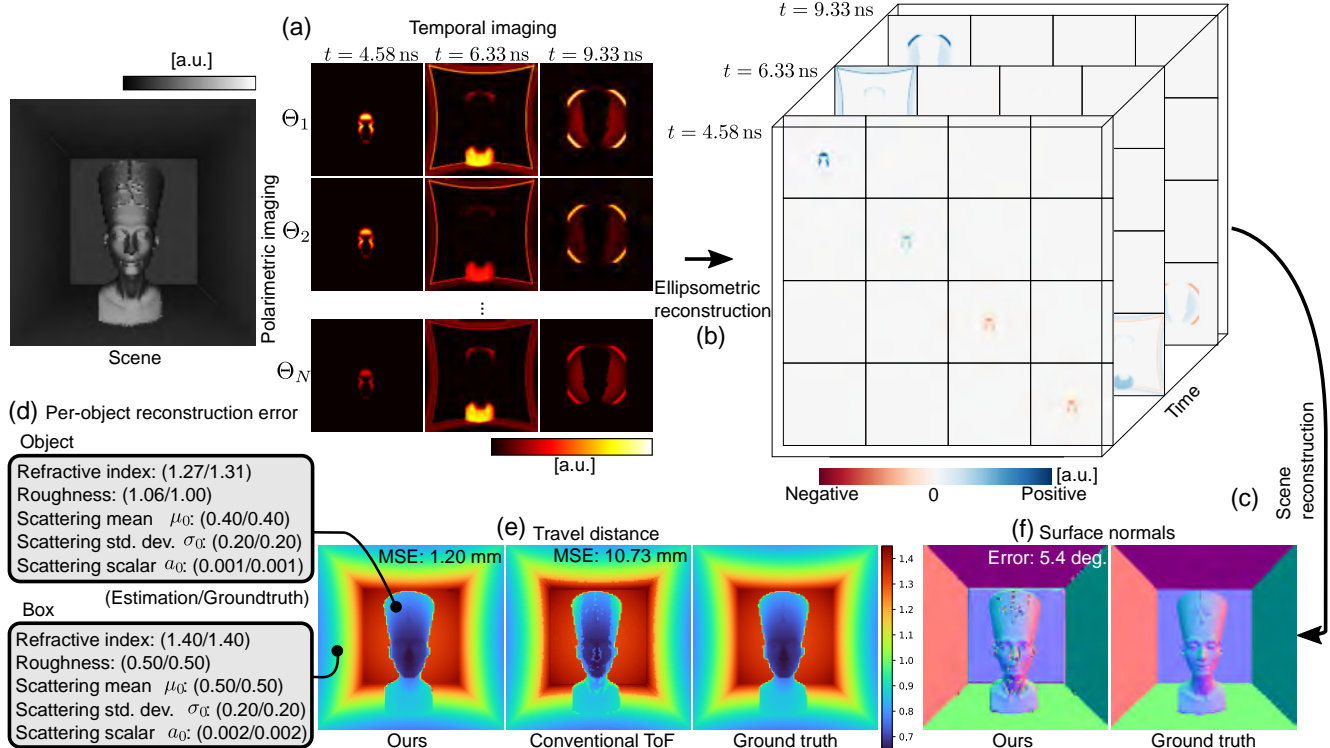 (a)
Temporal imaging
[a.u.]
t = 4.58 ns
t = 6.33 ns
t = 9.33 ns
Θ1
Θ2
⋮
ΘN
Polarimetric imaging
Scene
[a.u.]
Ellipsometric
reconstruction
(b)
t = 9.33 ns
t = 6.33 ns
t = 4.58 ns
Time
[a.u.]
Negative
0
Positive
(c)
Scene
reconstruction
(d) Per-object reconstruction error
Object
Refractive index: (1.27/1.31)
Roughness: (1.06/1.00)
Scattering mean μ0: (0.40/0.40)
Scattering std. dev. σ0: (0.20/0.20)
Scattering scalar a0: (0.001/0.001)
(Estimation/Groundtruth)
Box
Refractive index: (1.40/1.40)
Roughness: (0.50/0.50)
Scattering mean μ0: (0.50/0.50)
Scattering std. dev. σ0: (0.20/0.20)
Scattering scalar a0: (0.002/0.002)
(e)
Travel distance
MSE: 1.20 mm
MSE: 10.73 mm
Ours
Conventional ToF
Ground truth
1.4
1.3
1.2
1.1
1.0
0.9
0.8
0.7
(f)
Surface normals
Error: 5.4 deg.
Ours
Ground truth